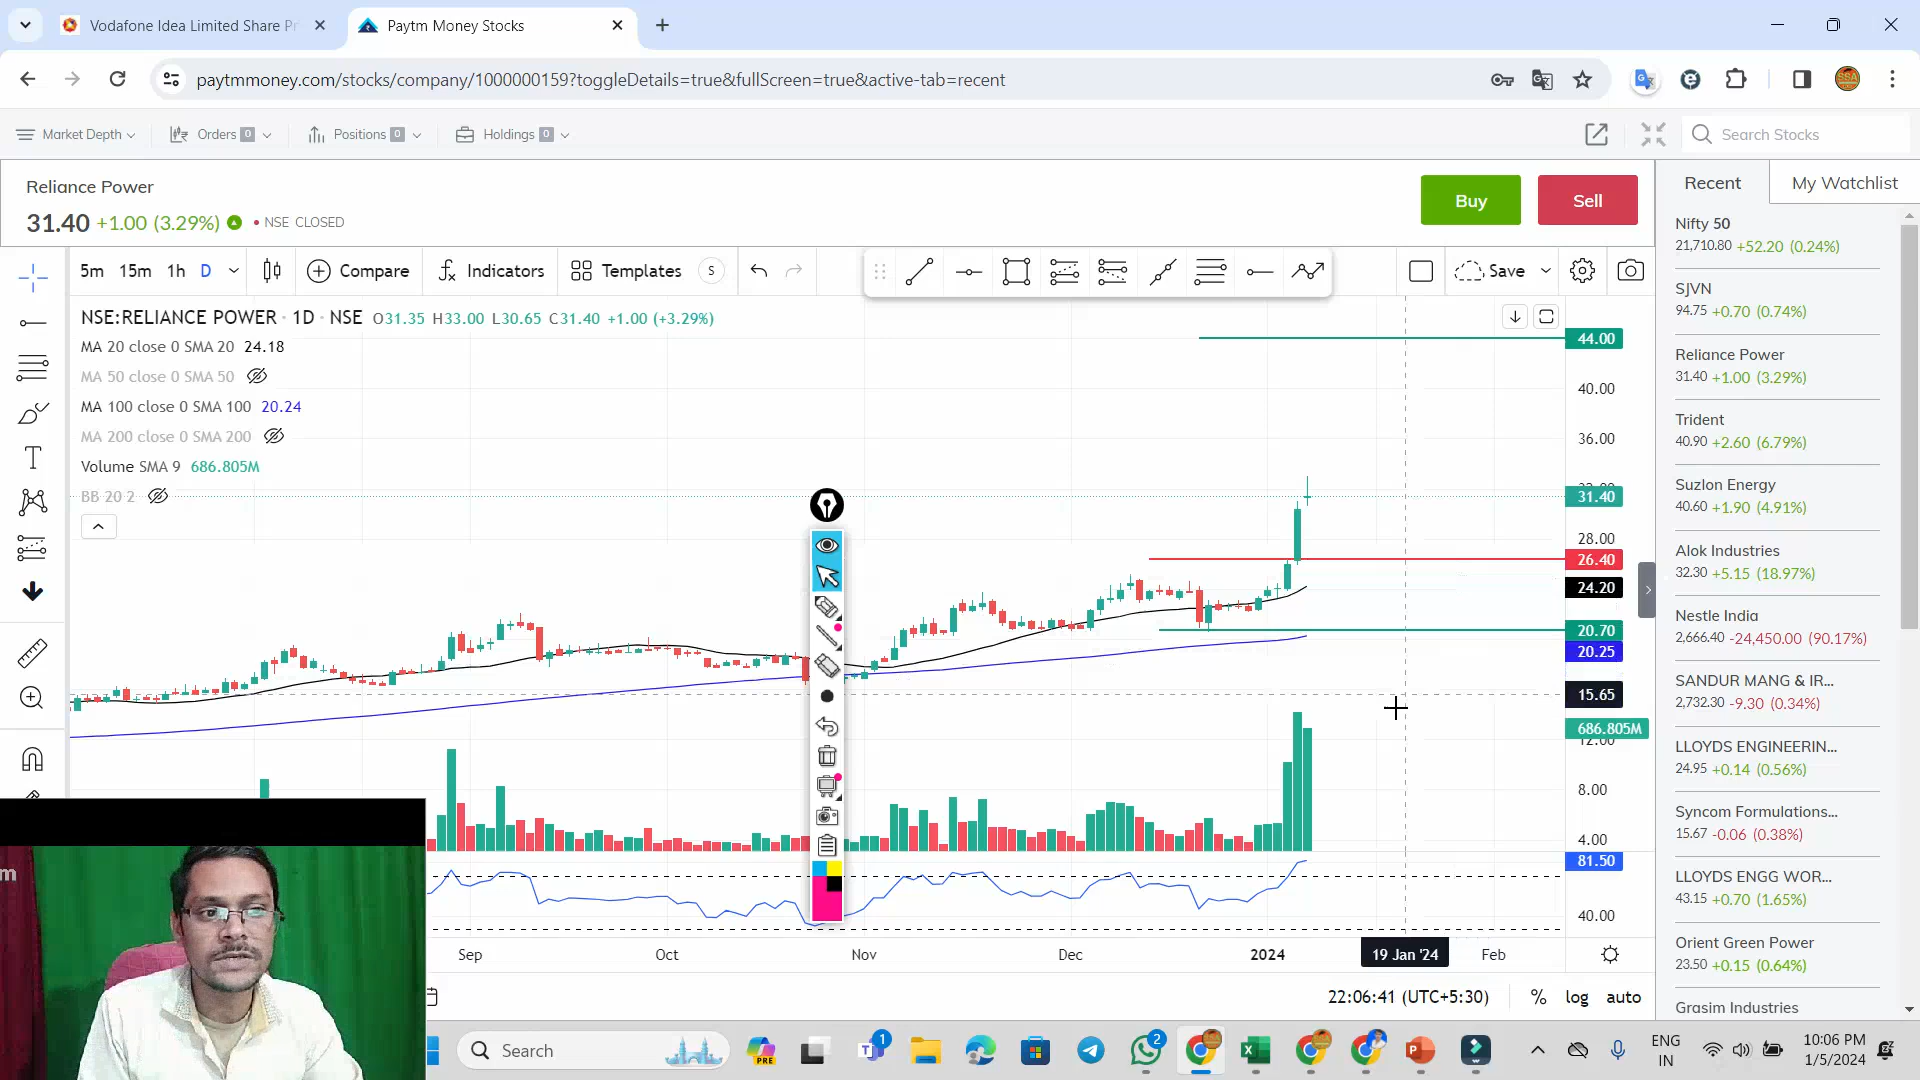 Vodafone Idea Limited Share Pr
Paytm Money Stocks
paytmmoney.com/stocks/company/1000000159?toggleDetails=true&fullScreen=true&active-tab=recent
Market Depth
Orders 0
Positions 0
Holdings 0
Search Stocks
Reliance Power
31.40 +1.00 (3.29%) • NSE CLOSED
Buy
Sell
Recent
My Watchlist
5m 15m 1h D
Compare
Indicators
Templates S
Save
NSE:RELIANCE POWER · 1D · NSE O31.35 H33.00 L30.65 C31.40 +1.00 (+3.29%)
MA 20 close 0 SMA 20 24.18
MA 50 close 0 SMA 50
MA 100 close 0 SMA 100 20.24
MA 200 close 0 SMA 200
Volume SMA 9 686.805M
BB 20 2
44.00
40.00
36.00
31.40
28.00
26.40
24.20
20.70
20.25
15.65
686.805M
12.00
8.00
4.00
81.50
40.00
Sep Oct Nov Dec 2024 19 Jan '24 Feb
22:06:41 (UTC+5:30) % log auto
Nifty 50
21,710.80 +52.20 (0.24%)
SJVN
94.75 +0.70 (0.74%)
Reliance Power
31.40 +1.00 (3.29%)
Trident
40.90 +2.60 (6.79%)
Suzlon Energy
40.60 +1.90 (4.91%)
Alok Industries
32.30 +5.15 (18.97%)
Nestle India
2,666.40 -24,450.00 (90.17%)
SANDUR MANG & IR...
2,732.30 -9.30 (0.34%)
LLOYDS ENGINEERIN...
24.95 +0.14 (0.56%)
Syncom Formulations...
15.67 -0.06 (0.38%)
LLOYDS ENGG WOR...
43.15 +0.70 (1.65%)
Orient Green Power
23.50 +0.15 (0.64%)
Grasim Industries
m
Search
PRE
1
2
ENG
IN
10:06 PM
1/5/2024